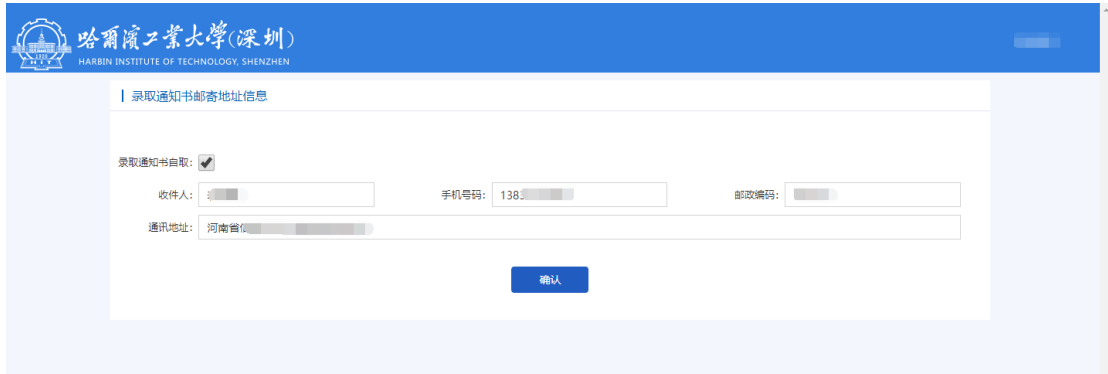 哈爾濱工業大學(深圳)
HARBIN INSTITUTE OF TECHNOLOGY, SHENZHEN
录取通知书邮寄地址信息
录取通知书自取:
收件人: 手机号码: 138 邮政编码:
通讯地址: 河南省
确认